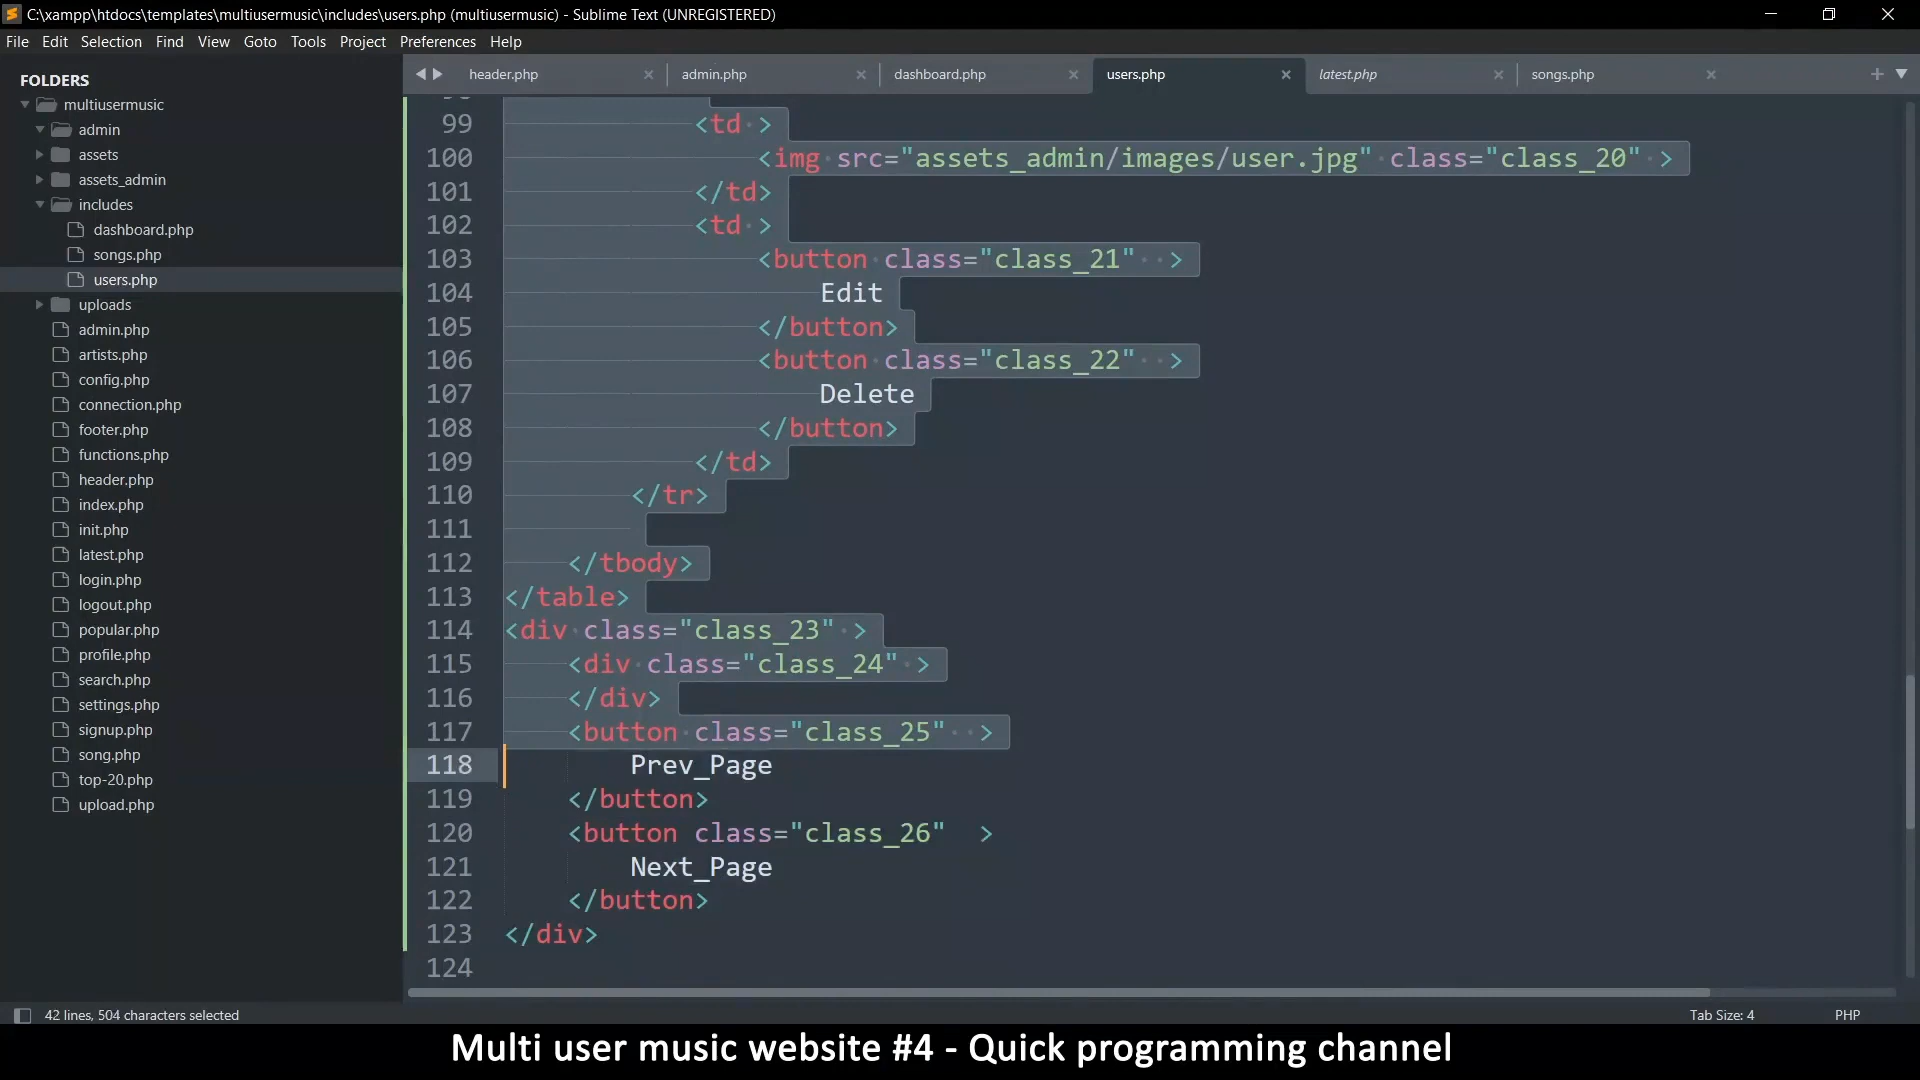 C:\xampp\htdocs\templates\multiusermusic\includes\users.php (multiusermusic) - Sublime Text (UNREGISTERED)
File Edit Selection Find View Goto Tools Project Preferences Help
FOLDERS
multiusermusic
admin
assets
assets_admin
includes
dashboard.php
songs.php
users.php
uploads
admin.php
artists.php
config.php
connection.php
footer.php
functions.php
header.php
index.php
init.php
latest.php
login.php
logout.php
popular.php
profile.php
search.php
settings.php
signup.php
song.php
top-20.php
upload.php
header.php admin.php dashboard.php users.php latest.php songs.php
99 <td >
100 <img src="assets_admin/images/user.jpg" class="class_20" >
101 </td>
102 <td >
103 <button class="class_21"  >
104 Edit
105 </button>
106 <button class="class_22"  >
107 Delete
108 </button>
109 </td>
110 </tr>
111
112 </tbody>
113 </table>
114 <div class="class_23" >
115 <div class="class_24" >
116 </div>
117 <button class="class_25"  >
118 Prev_Page
119 </button>
120 <button class="class_26"  >
121 Next_Page
122 </button>
123 </div>
124
42 lines, 504 characters selected Tab Size: 4 PHP
Multi user music website #4 - Quick programming channel